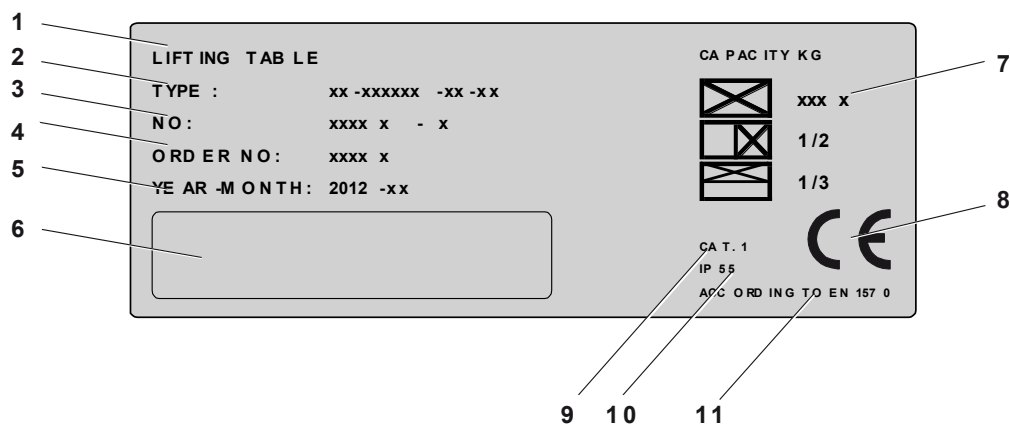 1
2
3
4
5
6
LIFTING TABLE
TYPE : xx-xxxxxx-xx-xx
NO: xxxxx - x
ORDER NO: xxxxx
YEAR-MONTH: 2012-xx
CAPACITY KG
xxxx
1/2
1/3
CE
CAT.1
IP 55
ACCORDING TO EN 1570
7
8
9 10 11